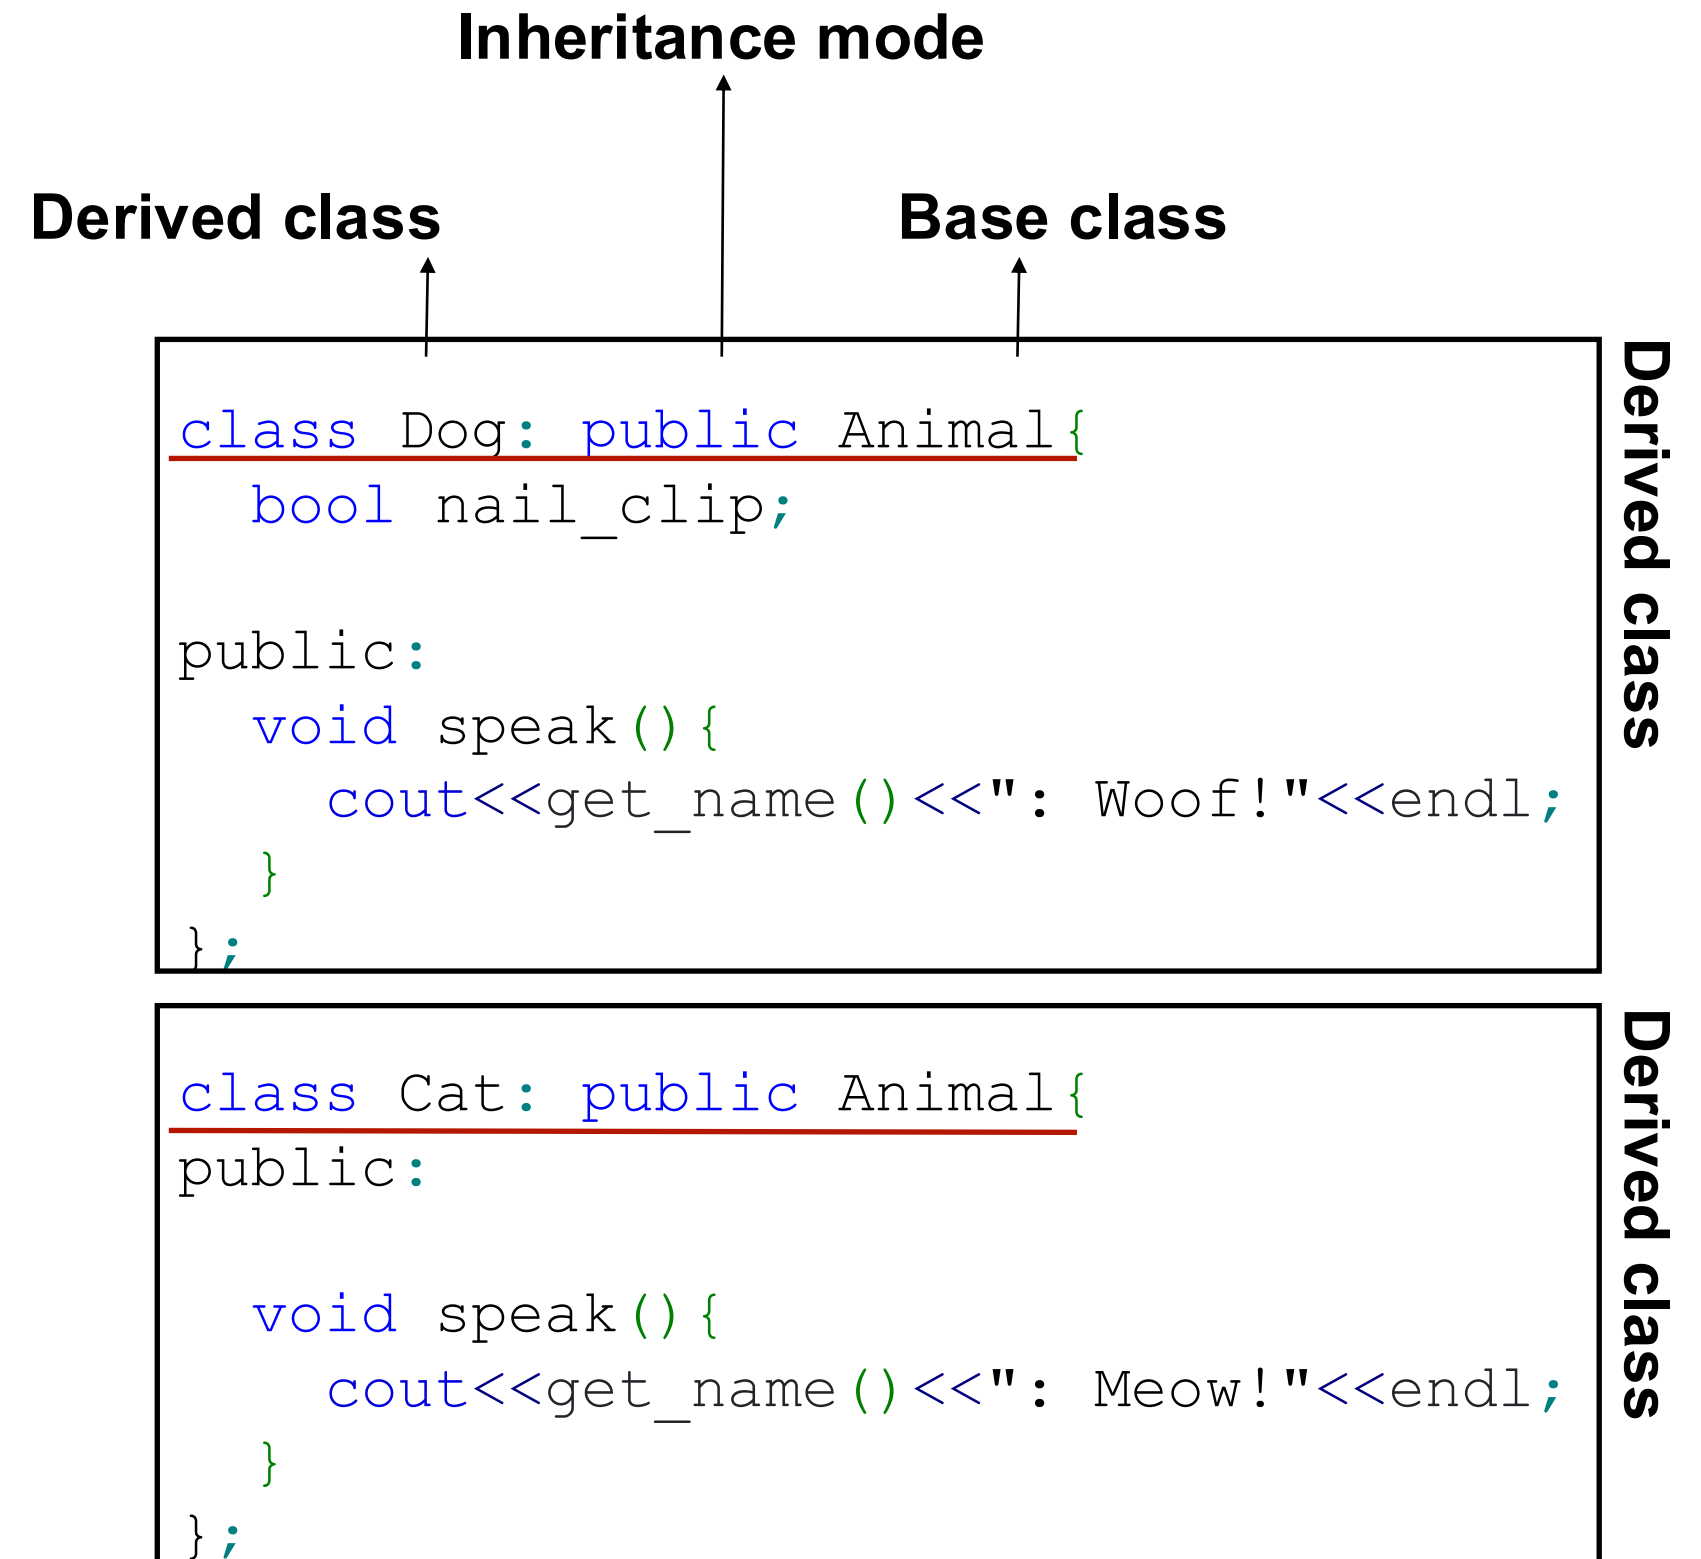 Inheritance mode
Derived class
Base class
class Dog: public Animal{
bool nail_clip;
public:
void speak(){
cout<<get_name()<<": Woof!"<<endl;
}
};
Derived class
class Cat: public Animal{
public:
void speak(){
cout<<get_name()<<": Meow!"<<endl;
}
};
Derived class